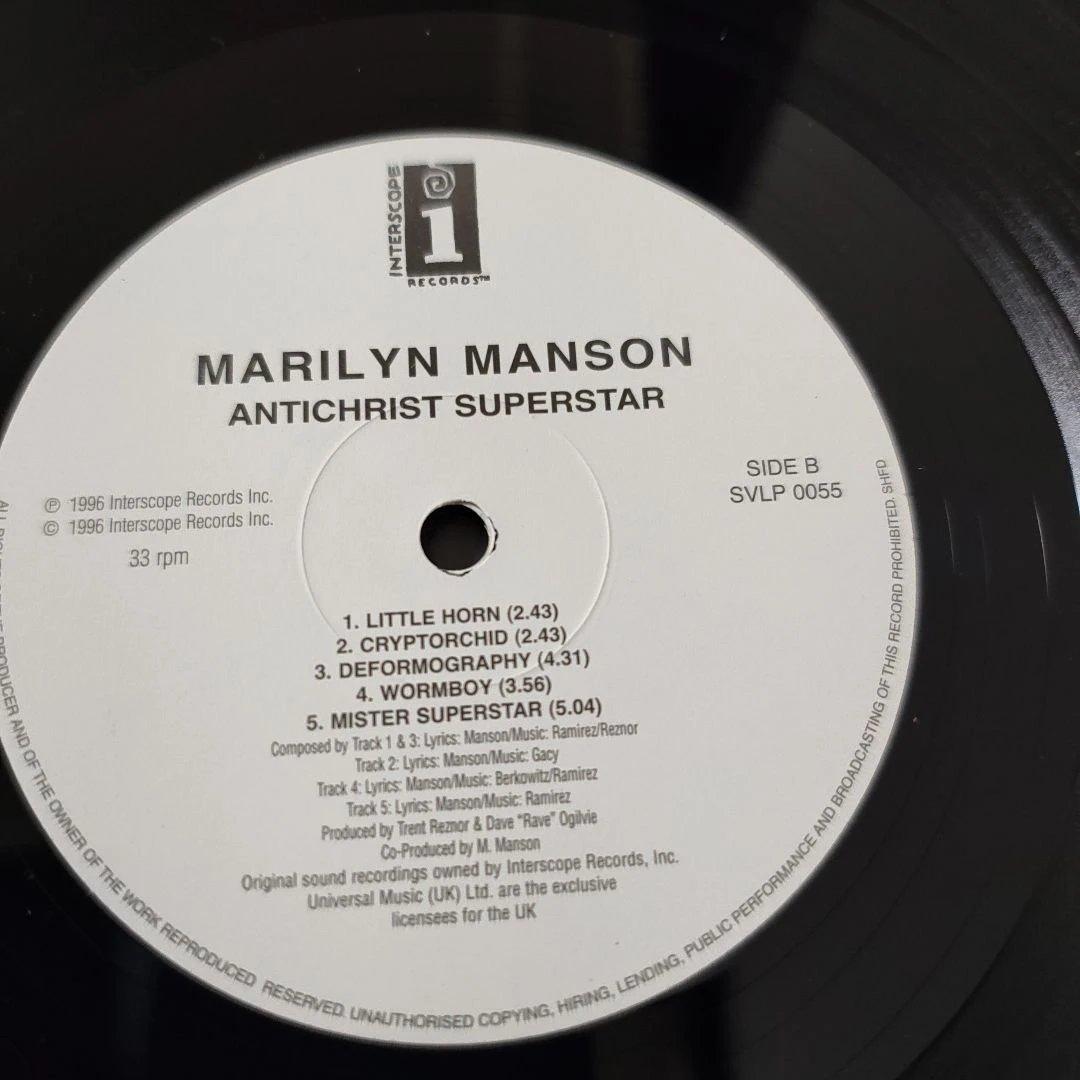 INTERSCOPE
i
RECORDS™
MARILYN MANSON
ANTICHRIST SUPERSTAR
SIDE B
SVLP 0055
℗ 1996 Interscope Records Inc.
© 1996 Interscope Records Inc.
33 rpm
1. LITTLE HORN (2.43)
2. CRYPTORCHID (2.43)
3. DEFORMOGRAPHY (4.31)
4. WORMBOY (3.56)
5. MISTER SUPERSTAR (5.04)
Composed by Track 1 & 3: Lyrics: Manson/Music: Ramirez/Reznor
Track 2: Lyrics: Manson/Music: Gacy
Track 4: Lyrics: Manson/Music: Berkowitz/Ramirez
Track 5: Lyrics: Manson/Music: Ramirez
Produced by Trent Reznor & Dave "Rave" Ogilvie
Co-Produced by M. Manson
Original sound recordings owned by Interscope Records, Inc.
Universal Music (UK) Ltd. are the exclusive
licensees for the UK
PRODUCER AND OF THE OWNER OF THE WORK REPRODUCED RESERVED. UNAUTHORISED COPYING, HIRING, LENDING, PUBLIC PERFORMANCE AND BROADCASTING OF THIS RECORD PROHIBITED. SHFD